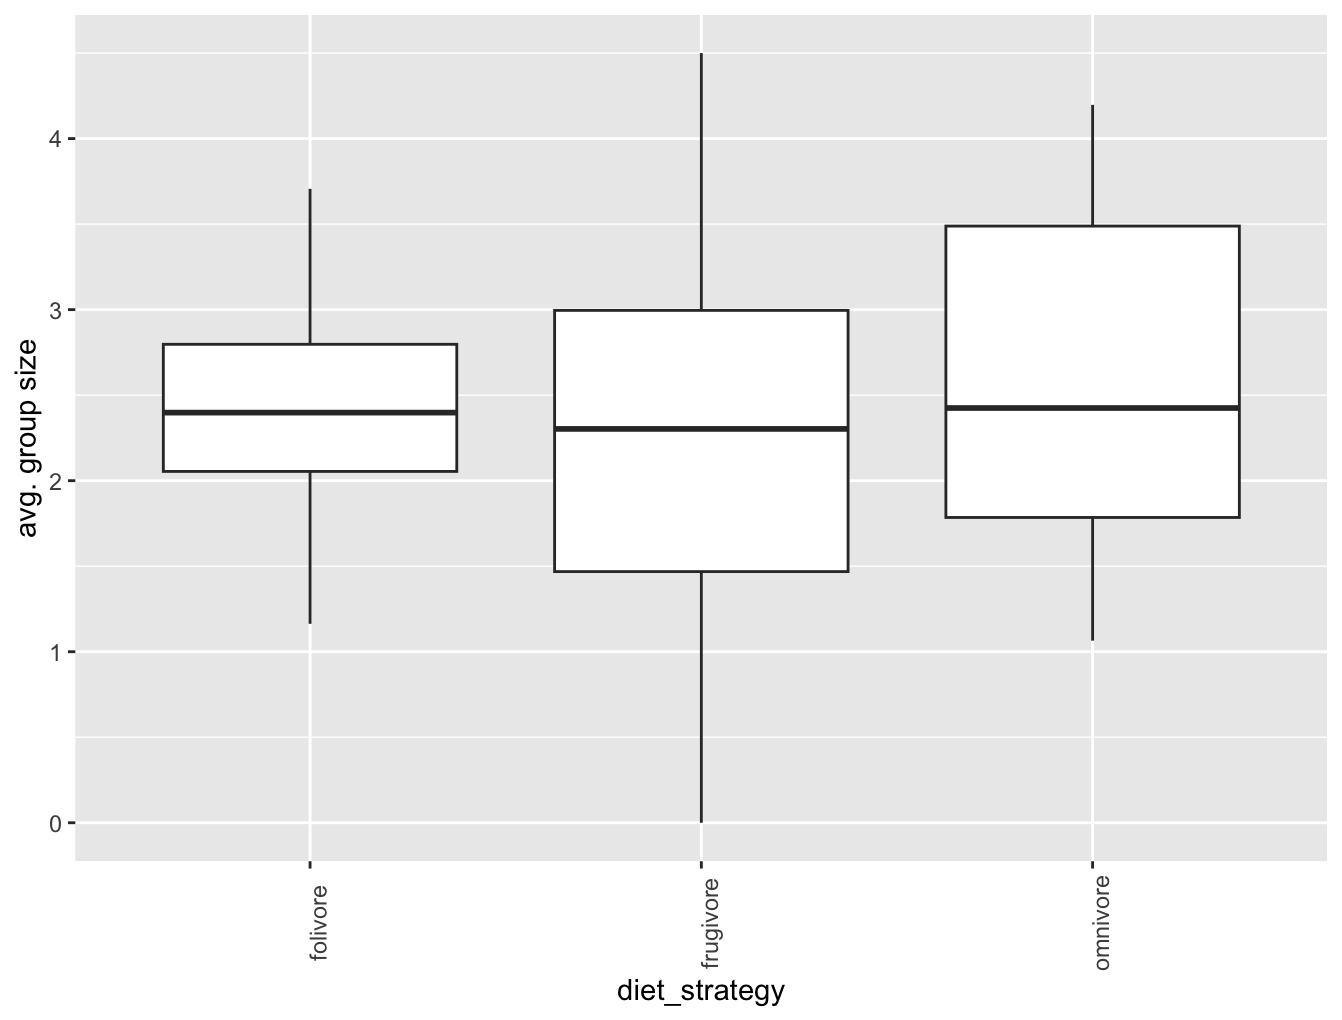 avg. group size
4
3
2
1
0
folivore
frugivore
omnivore
diet_strategy